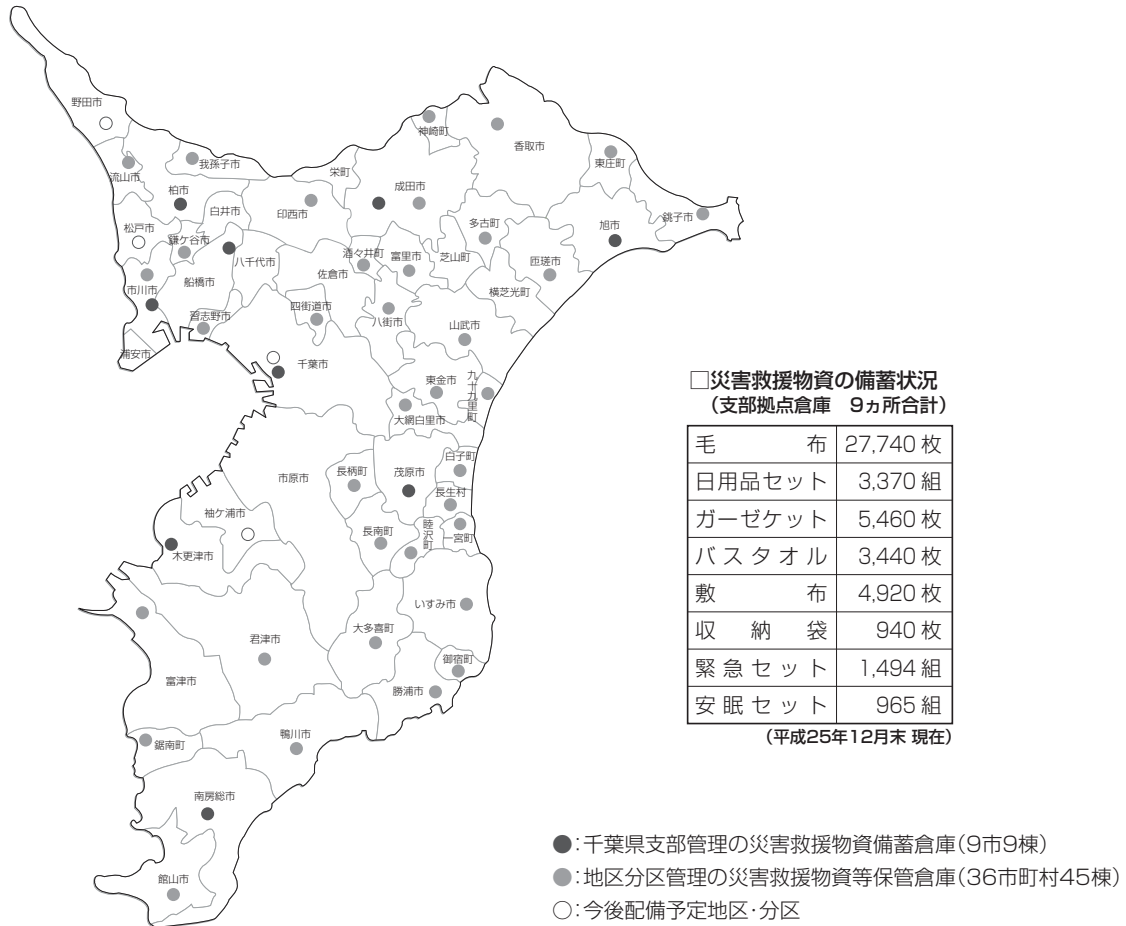 野田市
流山市
我孫子市
柏市
松戸市
鎌ケ谷市
白井市
印西市
栄町
成田市
神崎町
香取市
東庄町
銚子市
旭市
多古町
匝瑳市
芝山町
横芝光町
富里市
酒々井町
佐倉市
八千代市
船橋市
市川市
習志野市
浦安市
四街道市
八街市
山武市
千葉市
東金市
九十九里町
大網白里市
市原市
長柄町
茂原市
白子町
長生村
一宮町
睦沢町
長南町
袖ケ浦市
木更津市
いすみ市
大多喜町
御宿町
勝浦市
君津市
富津市
鴨川市
鋸南町
南房総市
館山市
□災害救援物資の備蓄状況
(支部拠点倉庫 9ヵ所合計)
毛布 27,740 枚
日用品セット 3,370 組
ガーゼケット 5,460 枚
バスタオル 3,440 枚
敷布 4,920 枚
収納袋 940 枚
緊急セット 1,494 組
安眠セット 965 組
(平成25年12月末 現在)
●:千葉県支部管理の災害救援物資備蓄倉庫(9市9棟)
●:地区分区管理の災害救援物資等保管倉庫(36市町村45棟)
○:今後配備予定地区・分区